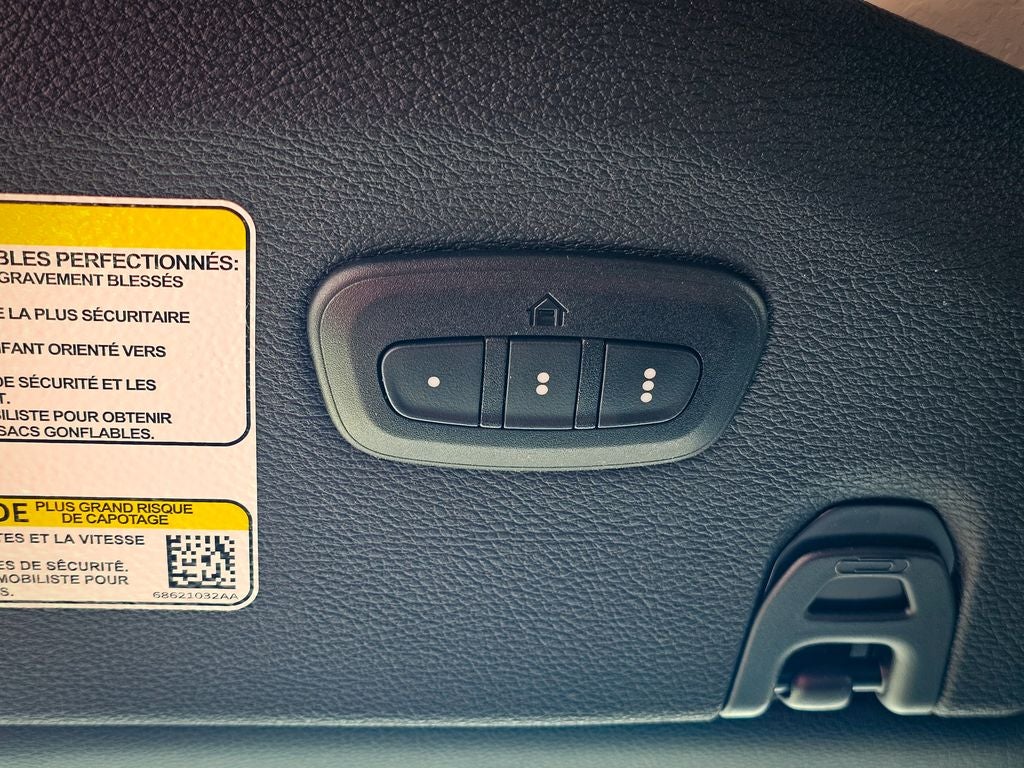 BLES PERFECTIONNÉS:
GRAVEMENT BLESSÉS
E LA PLUS SÉCURITAIRE
FANT ORIENTÉ VERS
DE SÉCURITÉ ET LES
T.
BILISTE POUR OBTENIR
SACS GONFLABLES.
DE PLUS GRAND RISQUE
DE CAPOTAGE
TES ET LA VITESSE
ES DE SÉCURITÉ.
MOBILISTE POUR
S.
68621032AA